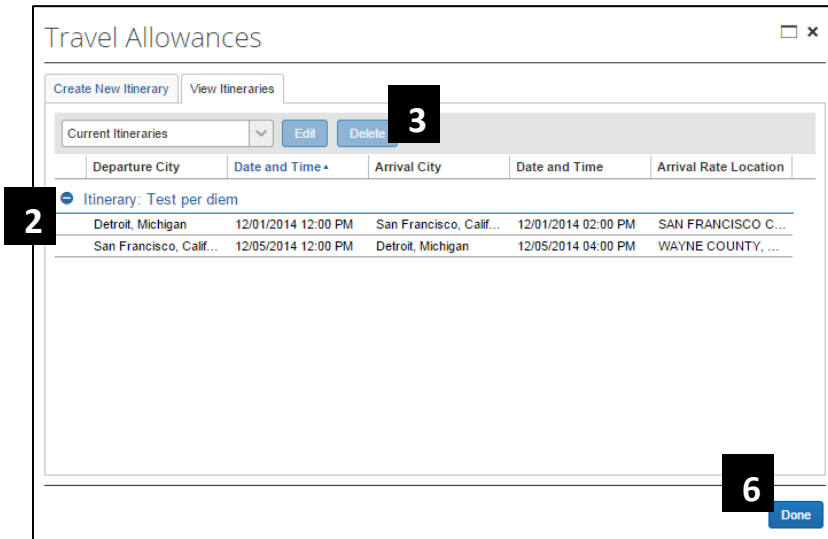 Travel Allowances
Create New Itinerary View Itineraries
3
Current Itineraries Edit Delete
Departure City Date and Time Arrival City Date and Time Arrival Rate Location
Itinerary: Test per diem
2
Detroit, Michigan 12/01/2014 12:00 PM San Francisco, Calif... 12/01/2014 02:00 PM SAN FRANCISCO C...
San Francisco, Calif... 12/05/2014 12:00 PM Detroit, Michigan 12/05/2014 04:00 PM WAYNE COUNTY, ...
6
Done